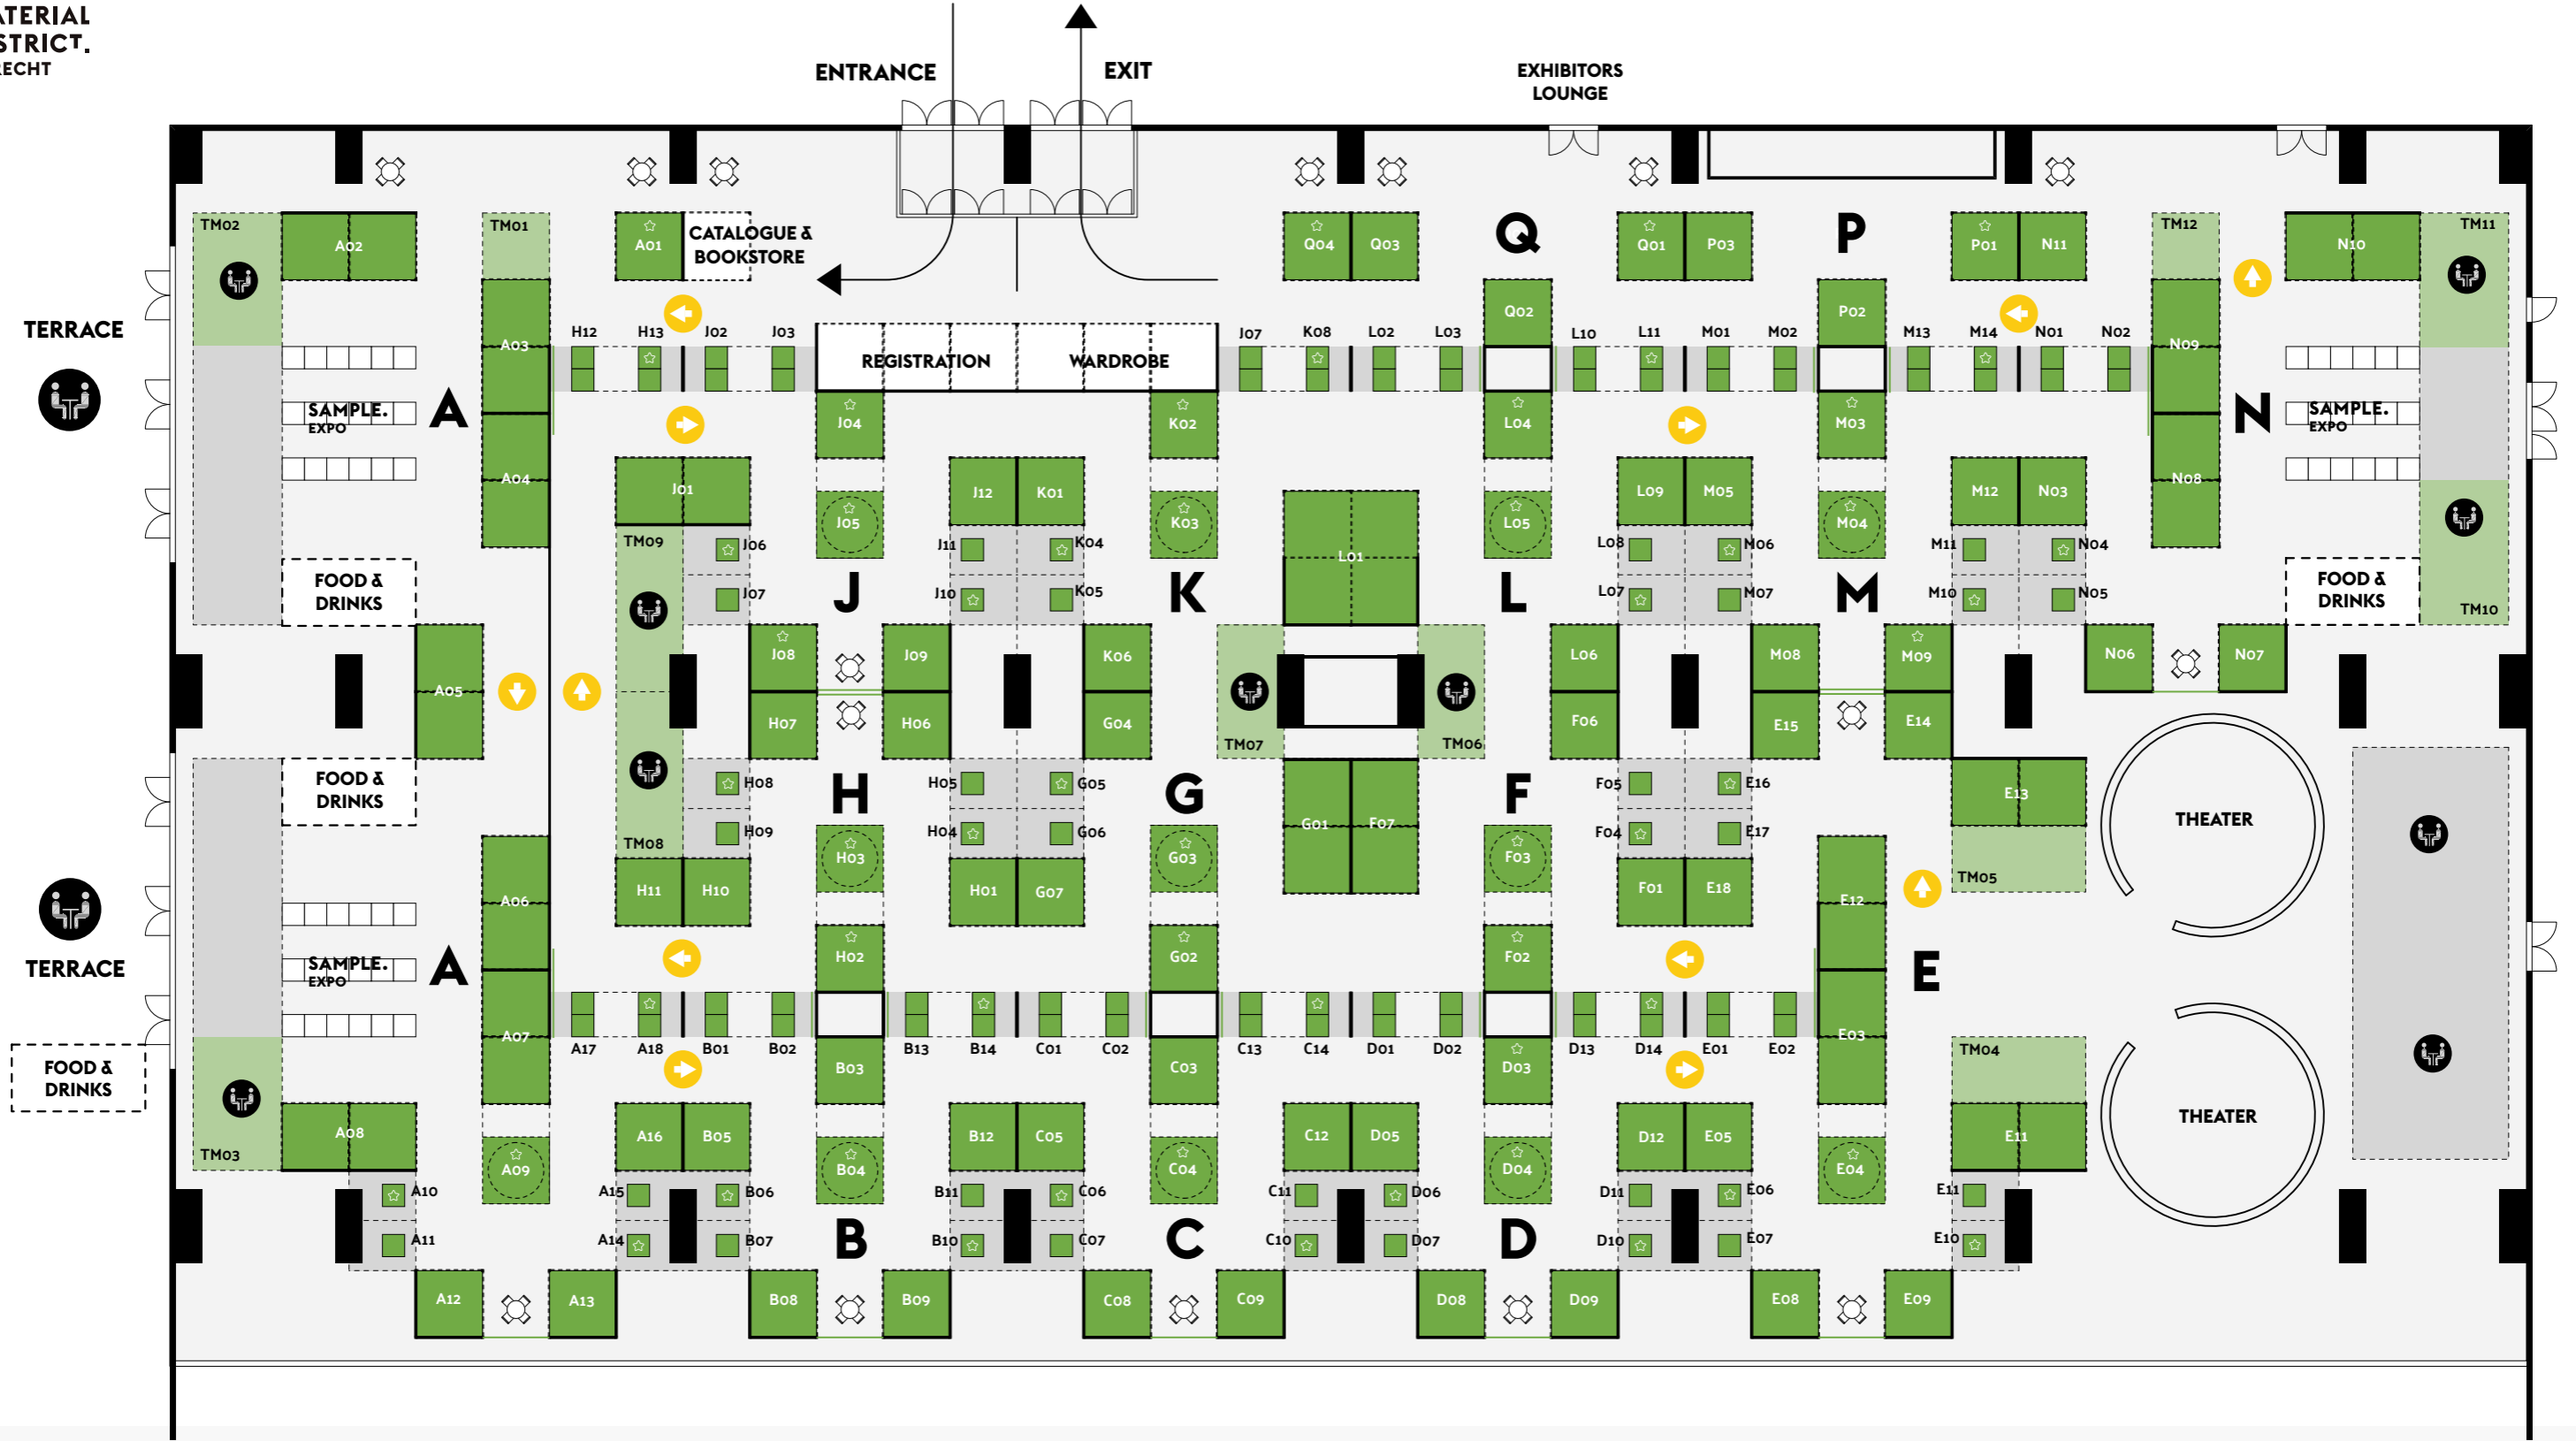 ATERIAL
STRICT.
RECHT
ENTRANCE
EXIT
EXHIBITORS
LOUNGE
TM02
A02
TM01
A01
CATALOGUE &
BOOKSTORE
Q04
Q03
Q
Q01
P03
P
P01
N11
TM12
N10
TM11
TERRACE
A03
H12
H13
J02
J03
REGISTRATION
WARDROBE
J07
K08
L02
L03
Q02
L10
L11
M01
M02
P02
M13
M14
N01
N02
N09
SAMPLE.
EXPO
A
J04
K02
L04
M03
N
SAMPLE.
EXPO
A04
J01
J05
J12
K01
K03
L01
L05
L09
M05
M04
M12
N03
N08
TM09
J06
J11
K04
L08
M06
M11
N04
FOOD &
DRINKS
J07
J
J10
K05
K
L
L07
M07
M
M10
N05
FOOD &
DRINKS
TM10
A05
J08
J09
K06
L06
M08
M09
N06
N07
H07
H06
G04
TM07
TM06
F06
E15
E14
FOOD &
DRINKS
H08
H
H05
G05
G
F
F05
E16
E13
THEATER
TM08
H09
H04
G06
G01
F07
F04
E17
H03
G03
F03
TM05
TERRACE
A06
H11
H10
H01
G07
F01
E18
E12
SAMPLE.
EXPO
A
H02
G02
F02
E
A07
A17
A18
B01
B02
B13
B14
C01
C02
C13
C14
D01
D02
D13
D14
E01
E02
E03
TM04
FOOD &
DRINKS
B03
C03
D03
TM03
A08
A09
A16
B05
B04
B12
C05
C04
C12
D05
D04
D12
E05
E04
E11
THEATER
A10
A15
B06
B11
C06
C11
D06
D11
E06
E11
A11
A14
B07
B
B10
C07
C
C10
D07
D
D10
E07
E10
A12
A13
B08
B09
C08
C09
D08
D09
E08
E09